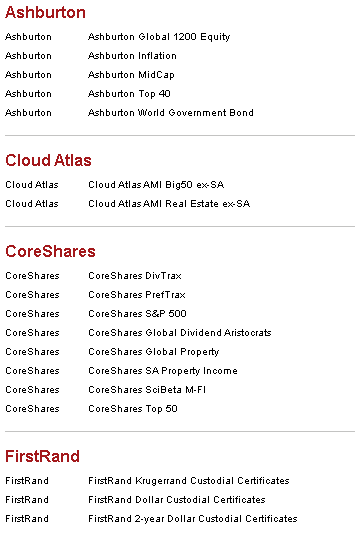 Ashburton
Ashburton Ashburton Global 1200 Equity
Ashburton Ashburton Inflation
Ashburton Ashburton MidCap
Ashburton Ashburton Top 40
Ashburton Ashburton World Government Bond
Cloud Atlas
Cloud Atlas Cloud Atlas AMI Big50 ex-SA
Cloud Atlas Cloud Atlas AMI Real Estate ex-SA
CoreShares
CoreShares CoreShares DivTrax
CoreShares CoreShares PrefTrax
CoreShares CoreShares S&P 500
CoreShares CoreShares Global Dividend Aristocrats
CoreShares CoreShares Global Property
CoreShares CoreShares SA Property Income
CoreShares CoreShares SciBeta M-FI
CoreShares CoreShares Top 50
FirstRand
FirstRand FirstRand Krugerrand Custodial Certificates
FirstRand FirstRand Dollar Custodial Certificates
FirstRand FirstRand 2-year Dollar Custodial Certificates